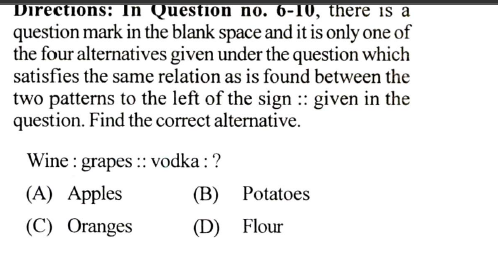 Directions: In Question no. 6-10, there is a
question mark in the blank space and it is only one of
the four alternatives given under the question which
satisfies the same relation as is found between the
two patterns to the left of the sign :: given in the
question. Find the correct alternative.
Wine : grapes :: vodka : ?
(A) Apples (B) Potatoes
(C) Oranges (D) Flour